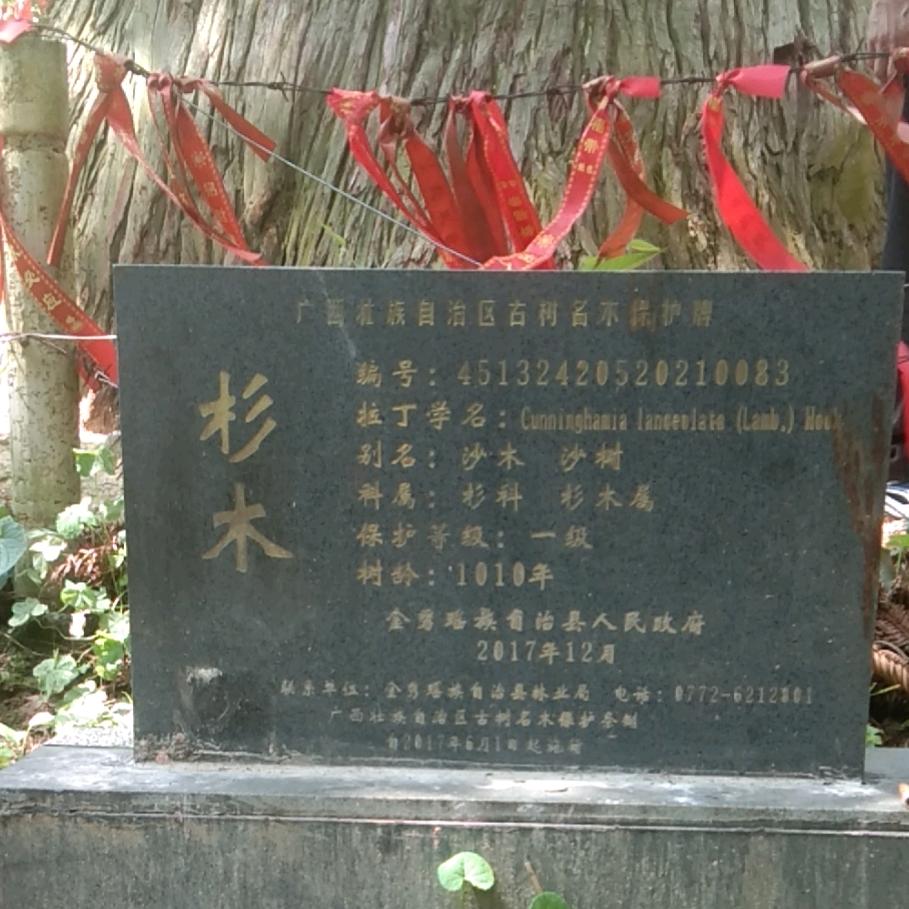 广西壮族自治区古树名木保护牌
杉木
编号：451324205202100​83
拉丁学名：Cunninghamia lanceolata (Lamb.) Hook
别名：沙木 沙树
科属：杉科 杉木属
保护等级：一级
树龄：1010年
金秀瑶族自治县人民政府
2017年12月
联系单位：金秀瑶族自治县林业局 电话：0772-6212301
广西壮族自治区古树名木保护条例
自2017年6月1日起施行